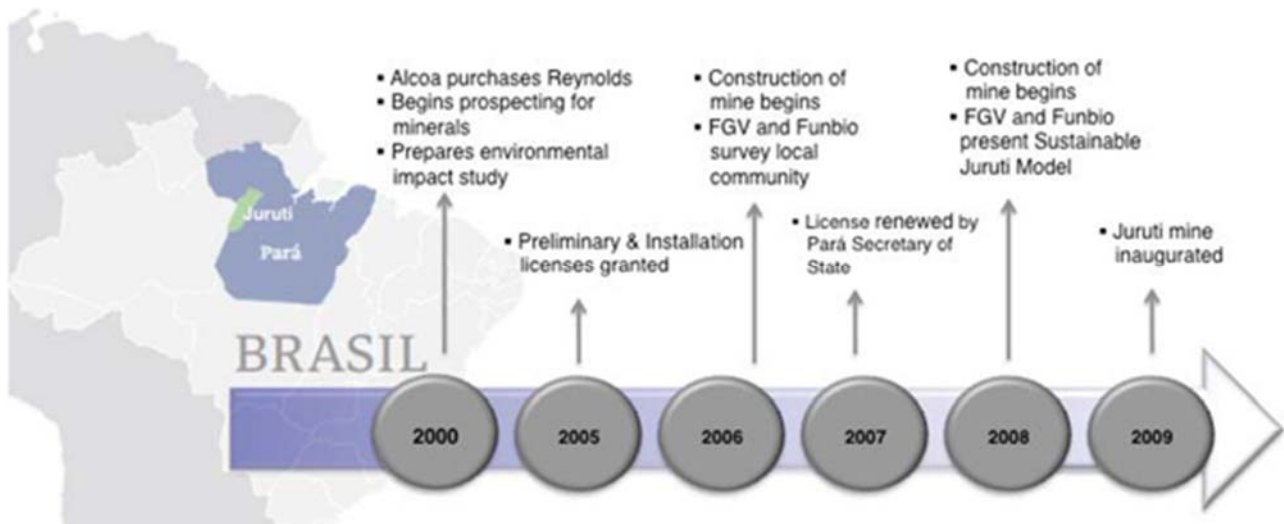 ▪ Alcoa purchases Reynolds
▪ Begins prospecting for
minerals
▪ Prepares environmental
impact study
▪ Construction of
mine begins
▪ FGV and Funbio
survey local
community
▪ Construction of
mine begins
▪ FGV and Funbio
present Sustainable
Juruti Model
▪ Preliminary & Installation
licenses granted
▪ License renewed by
Pará Secretary of
State
▪ Juruti mine
inaugurated
Juruti
Pará
BRASIL
2000
2005
2006
2007
2008
2009